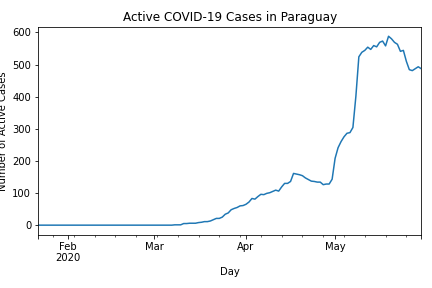 Active COVID-19 Cases in Paraguay
Number of Active Cases
600
500
400
300
200
100
0
Feb
2020
Mar
Apr
May
Day